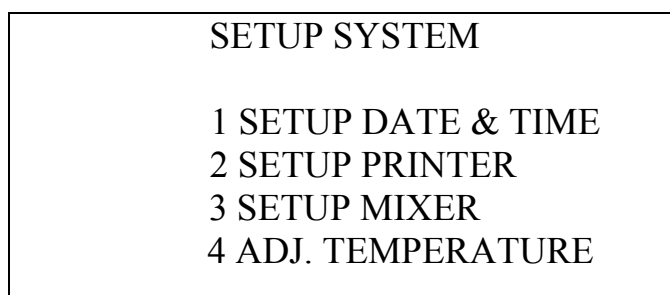 SETUP SYSTEM
1 SETUP DATE & TIME
2 SETUP PRINTER
3 SETUP MIXER
4 ADJ. TEMPERATURE